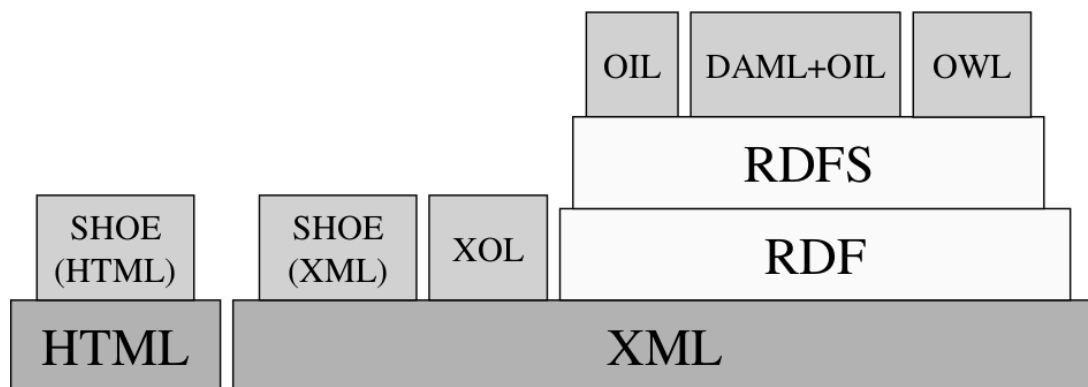 OIL DAML+OIL OWL
RDFS
SHOE
(HTML)
SHOE
(XML)
XOL
RDF
HTML
XML